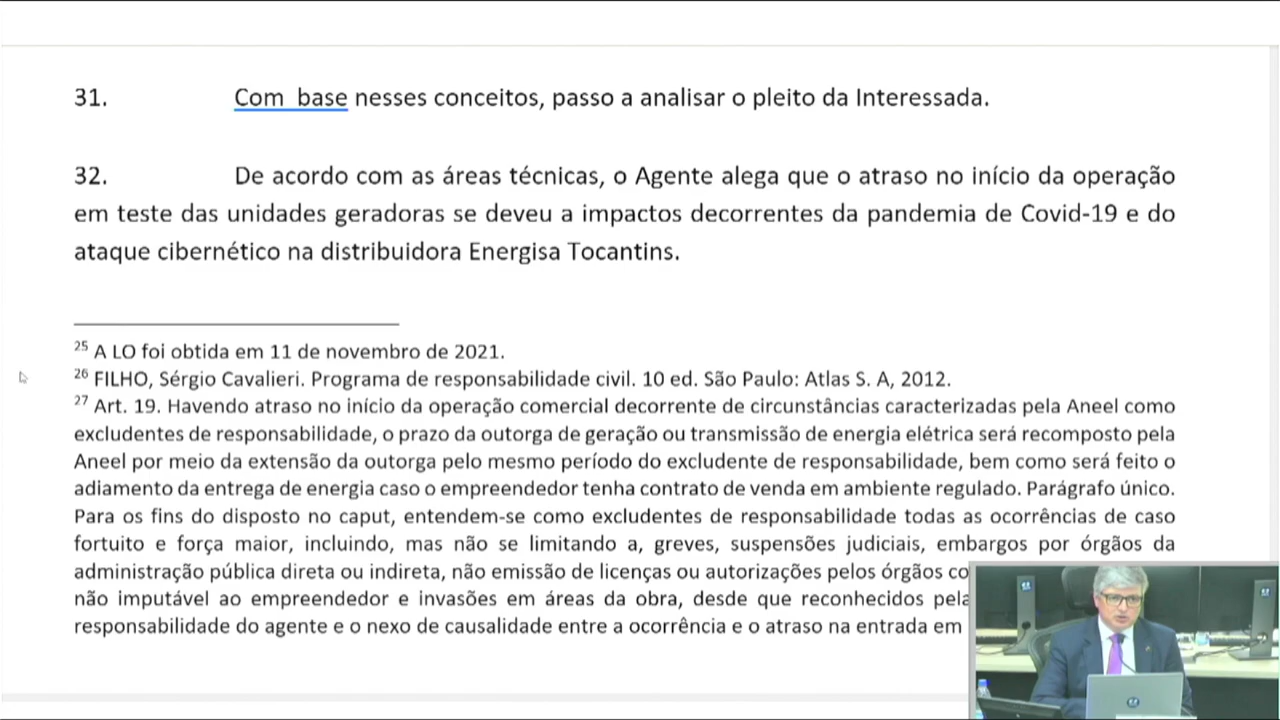 31. Com base nesses conceitos, passo a analisar o pleito da Interessada.
32. De acordo com as áreas técnicas, o Agente alega que o atraso no início da operação
em teste das unidades geradoras se deveu a impactos decorrentes da pandemia de Covid-19 e do
ataque cibernético na distribuidora Energisa Tocantins.
25 A LO foi obtida em 11 de novembro de 2021.
26 FILHO, Sérgio Cavalieri. Programa de responsabilidade civil. 10 ed. São Paulo: Atlas S. A, 2012.
27 Art. 19. Havendo atraso no início da operação comercial decorrente de circunstâncias caracterizadas pela Aneel como
excludentes de responsabilidade, o prazo da outorga de geração ou transmissão de energia elétrica será recomposto pela
Aneel por meio da extensão da outorga pelo mesmo período do excludente de responsabilidade, bem como será feito o
adiamento da entrega de energia caso o empreendedor tenha contrato de venda em ambiente regulado. Parágrafo único.
Para os fins do disposto no caput, entendem-se como excludentes de responsabilidade todas as ocorrências de caso
fortuito e força maior, incluindo, mas não se limitando a, greves, suspensões judiciais, embargos por órgãos da
administração pública direta ou indireta, não emissão de licenças ou autorizações pelos órgãos co
não imputável ao empreendedor e invasões em áreas da obra, desde que reconhecidos pela
responsabilidade do agente e o nexo de causalidade entre a ocorrência e o atraso na entrada em